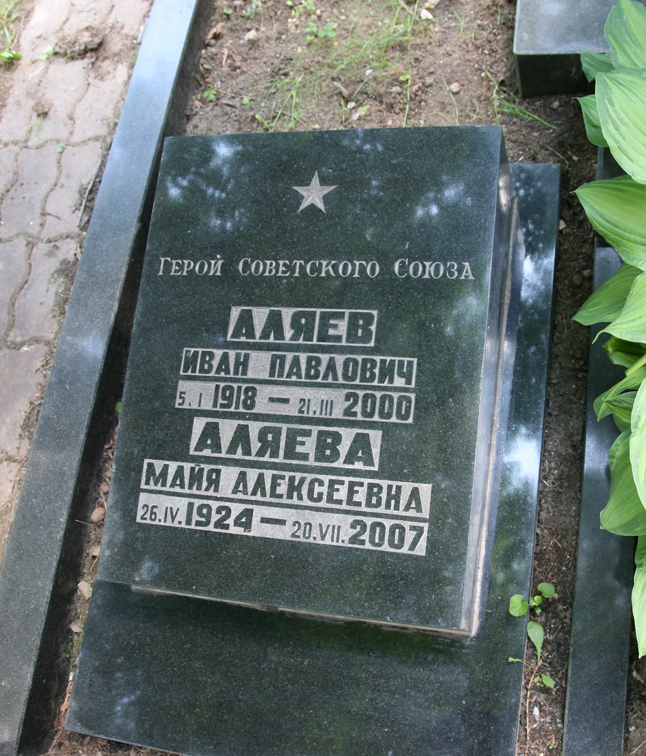 Герой Советского Союза
АЛЯЕВ
ИВАН ПАВЛОВИЧ
5.I 1918 – 21.III 2000
АЛЯЕВА
МАЙЯ АЛЕКСЕЕВНА
26.IV.1924 – 20.VII.2007